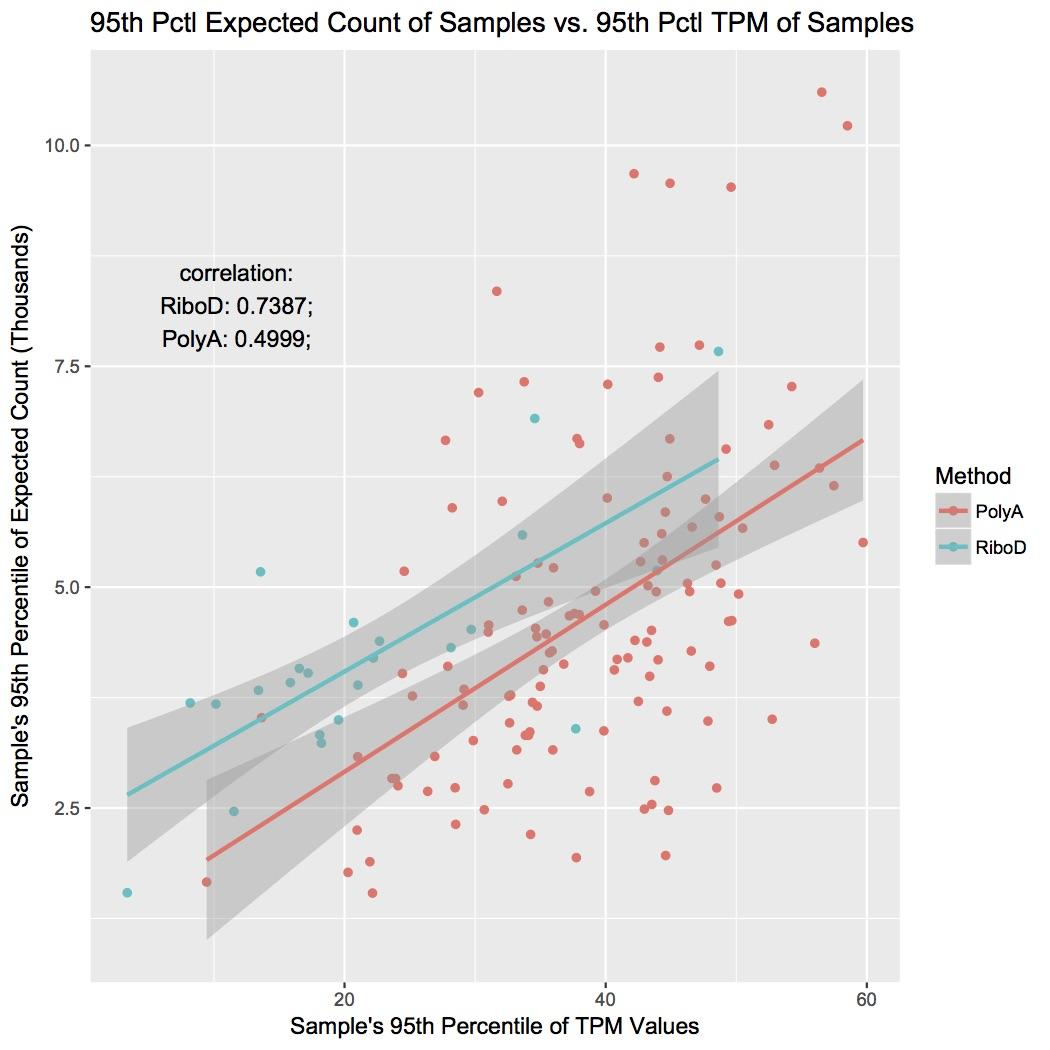 95th Pctl Expected Count of Samples vs. 95th Pctl TPM of Samples
Sample's 95th Percentile of Expected Count (Thousands)
10.0
7.5
5.0
2.5
correlation:
RiboD: 0.7387;
PolyA: 0.4999;
20
40
60
Sample's 95th Percentile of TPM Values
Method
PolyA
RiboD